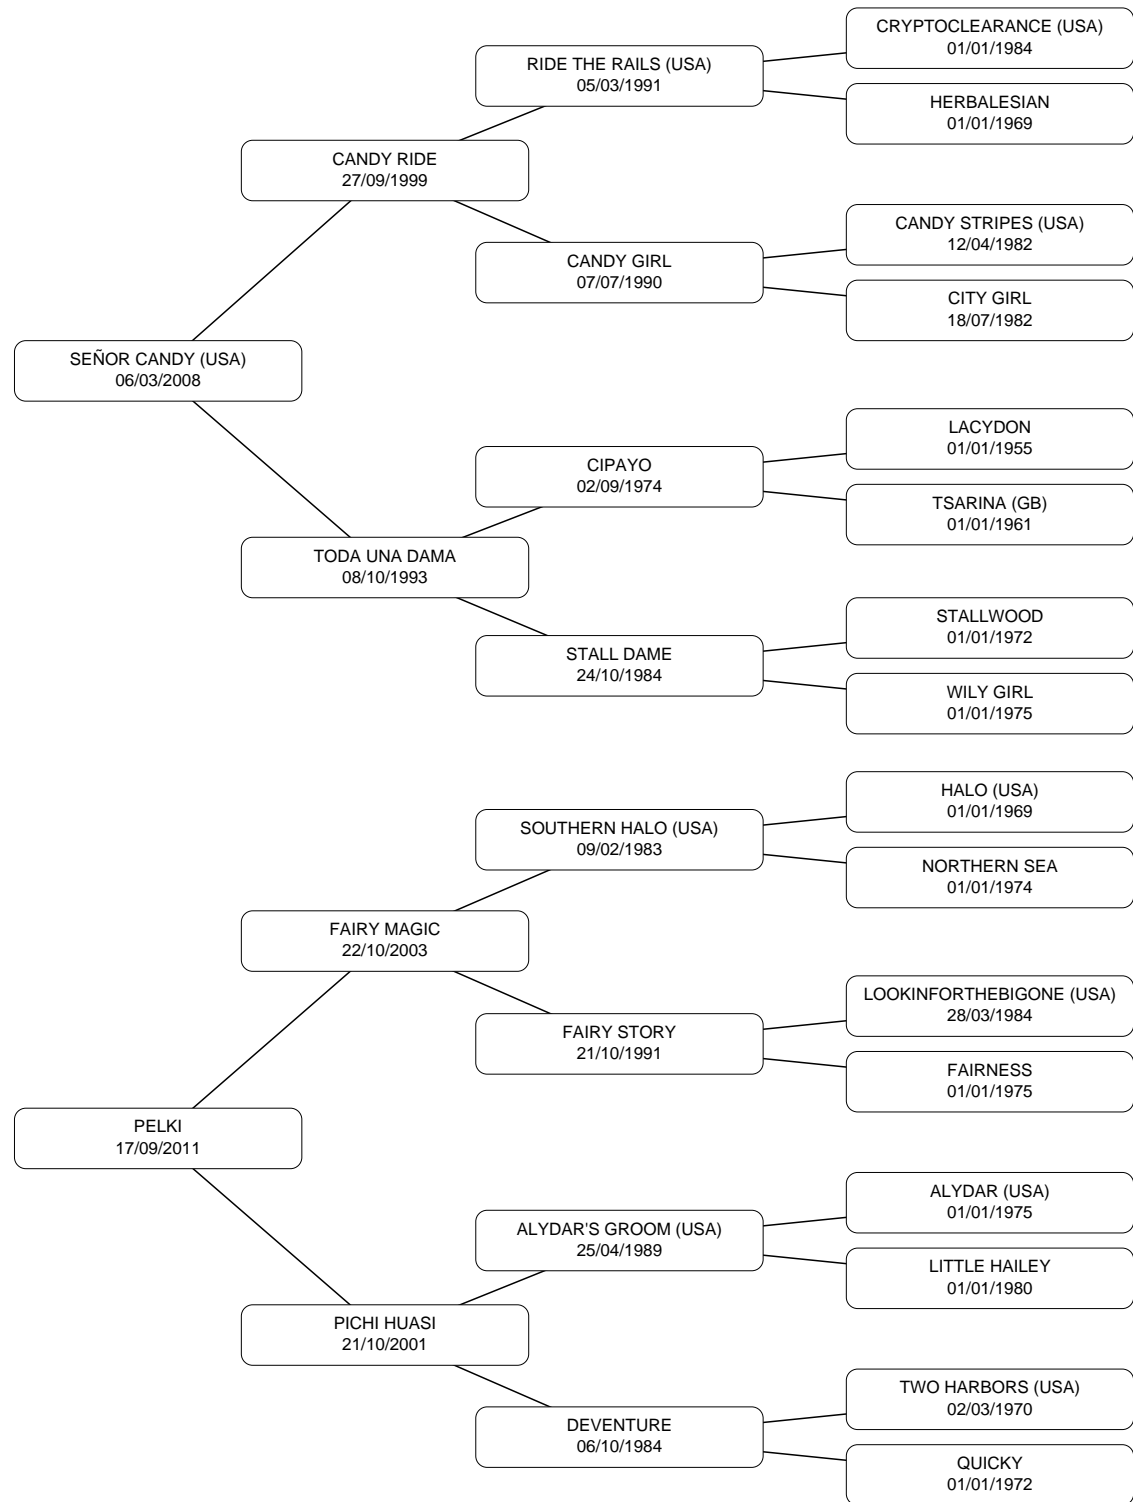 CRYPTOCLEARANCE (USA)
01/01/1984
RIDE THE RAILS (USA)
05/03/1991
HERBALESIAN
01/01/1969
CANDY RIDE
27/09/1999
CANDY STRIPES (USA)
12/04/1982
CANDY GIRL
07/07/1990
CITY GIRL
18/07/1982
SEÑOR CANDY (USA)
06/03/2008
LACYDON
01/01/1955
CIPAYO
02/09/1974
TSARINA (GB)
01/01/1961
TODA UNA DAMA
08/10/1993
STALLWOOD
01/01/1972
STALL DAME
24/10/1984
WILY GIRL
01/01/1975
HALO (USA)
01/01/1969
SOUTHERN HALO (USA)
09/02/1983
NORTHERN SEA
01/01/1974
FAIRY MAGIC
22/10/2003
LOOKINFORTHEBIGONE (USA)
28/03/1984
FAIRY STORY
21/10/1991
FAIRNESS
01/01/1975
PELKI
17/09/2011
ALYDAR (USA)
01/01/1975
ALYDAR'S GROOM (USA)
25/04/1989
LITTLE HAILEY
01/01/1980
PICHI HUASI
21/10/2001
TWO HARBORS (USA)
02/03/1970
DEVENTURE
06/10/1984
QUICKY
01/01/1972